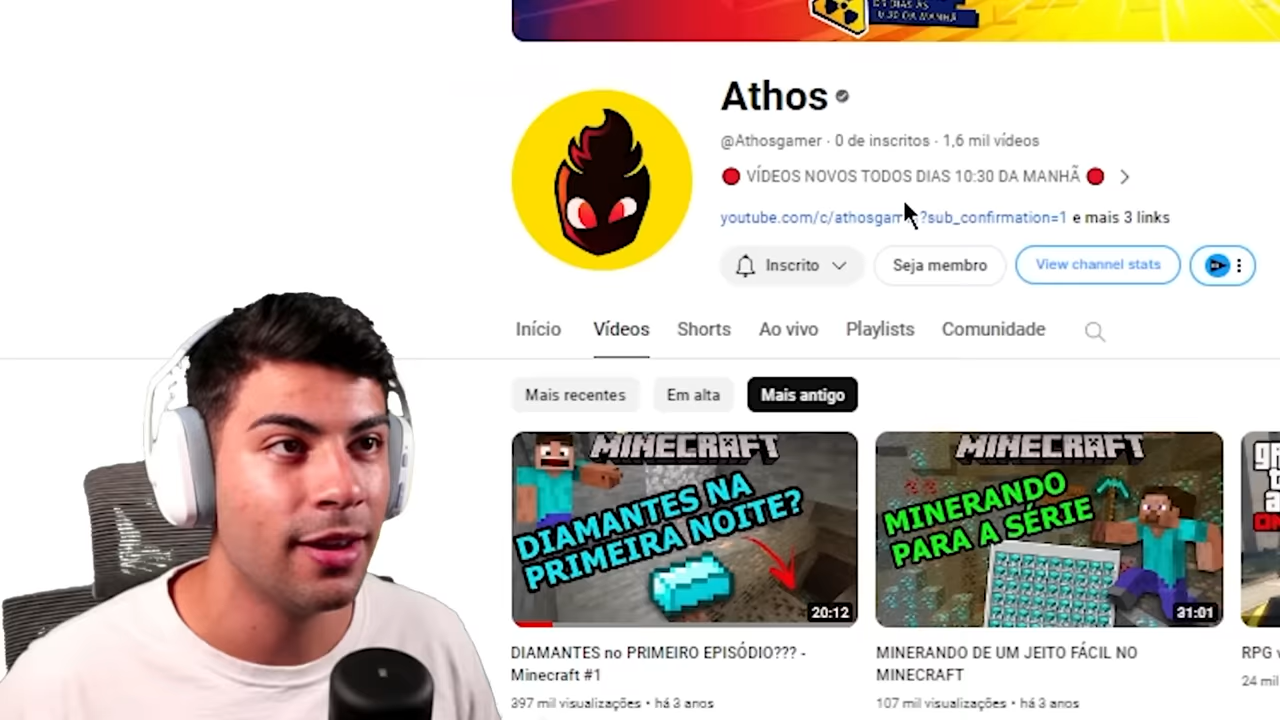 10:30 DA MANHÃ
Athos
@Athosgamer · 0 de inscritos · 1,6 mil vídeos
VÍDEOS NOVOS TODOS DIAS 10:30 DA MANHÃ
youtube.com/c/athosgam ?sub_confirmation=1 e mais 3 links
Inscrito
Seja membro
View channel stats
Início Vídeos Shorts Ao vivo Playlists Comunidade
Mais recentes Em alta Mais antigo
MINECRAFT
DIAMANTES NA
PRIMEIRA NOITE?
20:12
DIAMANTES no PRIMEIRO EPISÓDIO??? -
Minecraft #1
397 mil visualizações • há 3 anos
MINECRAFT
MINERANDO
PARA A SÉRIE
31:01
MINERANDO DE UM JEITO FÁCIL NO
MINECRAFT
107 mil visualizações • há 3 anos
RPG
24 mil